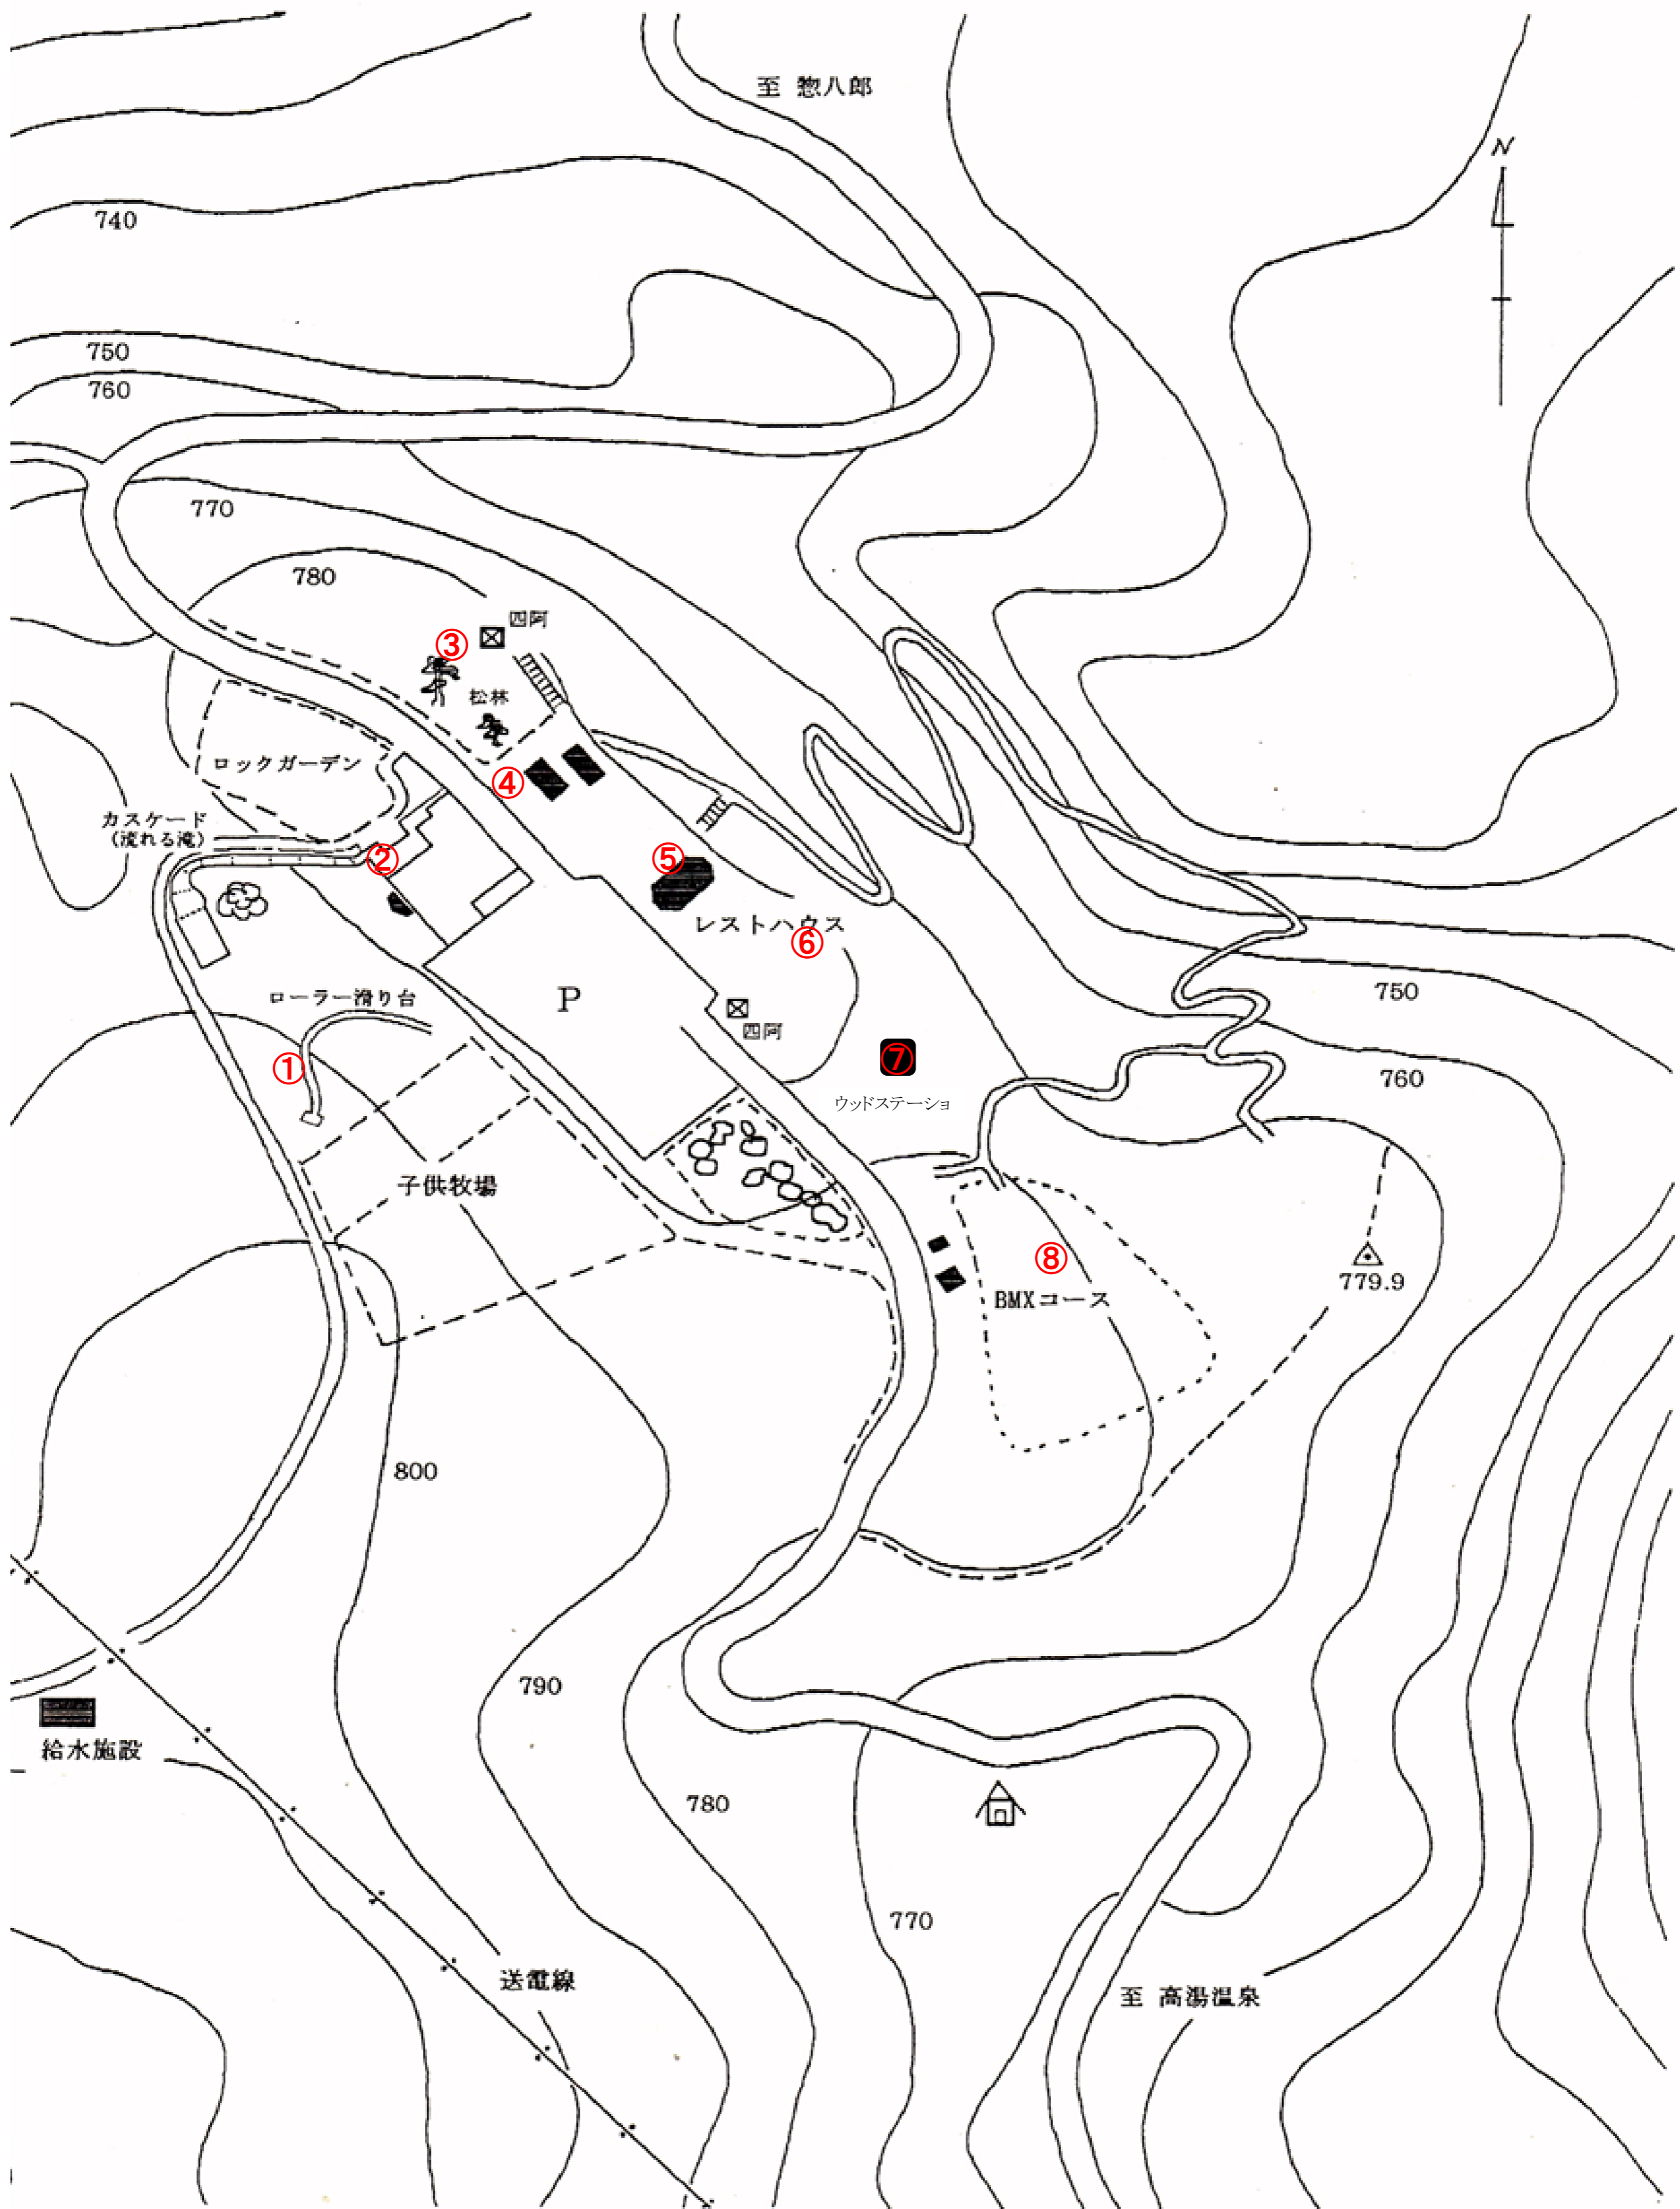 至 惣八郎
N
740
750
760
770
780
四阿
③
松林
ロックガーデン
④
カスケード
(流れる滝)
②
⑤
レストハウス
⑥
ローラー滑り台
P
750
四阿
①
⑦
760
ウッドステーショ
子供牧場
⑧
779.9
BMXコース
800
790
給水施設
780
770
送電線
至 高湯温泉